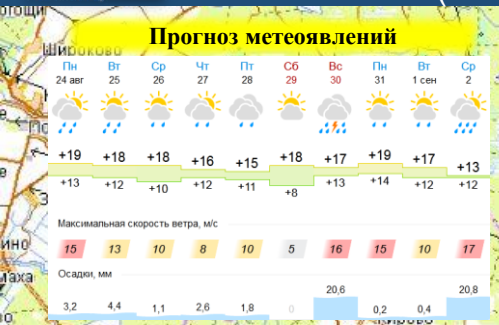 Прогноз метеоявлений
Широково
Пн Вт Ср Чт Пт Сб Вс Пн Вт Ср
24 авг 25 26 27 28 29 30 31 1 сен 2
+19 +18 +18 +16 +15 +18 +17 +19 +17 +13
+13 +12 +10 +12 +11 +8 +13 +14 +12 +12
Максимальная скорость ветра, м/с
15 13 10 8 10 5 16 15 10 17
Осадки, мм
3,2 4,4 1,1 2,6 1,8 0 20,6 0,2 0,4 20,8